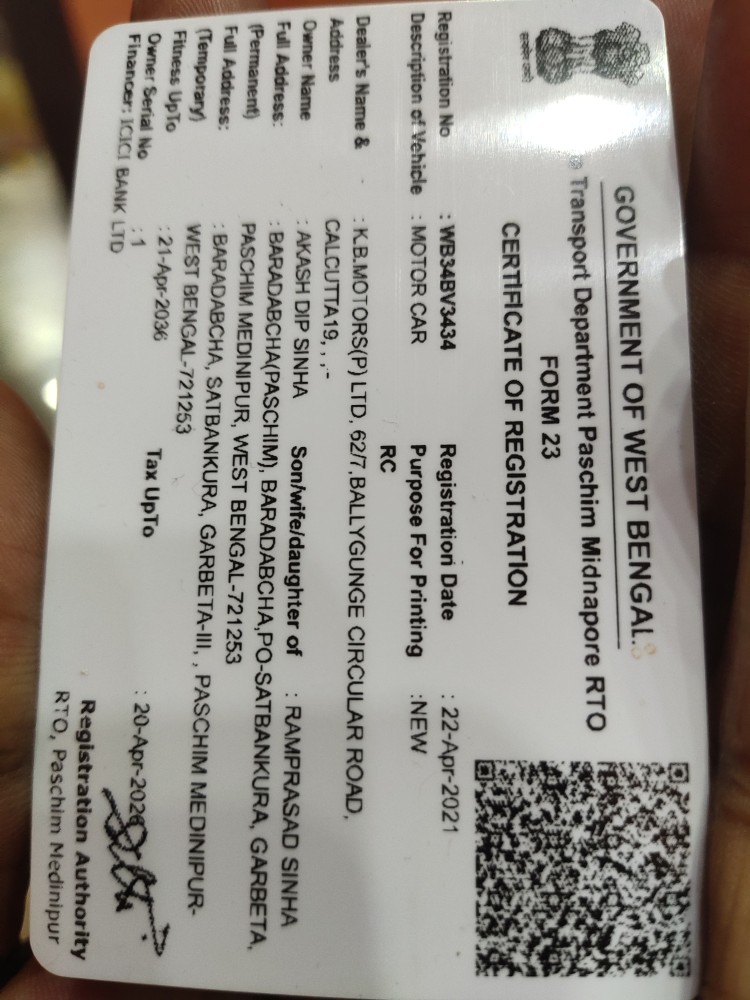 GOVERNMENT OF WEST BENGAL
Transport Department Paschim Midnapore RTO
FORM 23
CERTIFICATE OF REGISTRATION
Registration No : WB34BV3434 Registration Date : 22-Apr-2021
Description of Vehicle : MOTOR CAR Purpose For Printing RC :NEW
Dealer's Name & Address : K.B.MOTORS(P) LTD, 62/7,BALLYGUNGE CIRCULAR ROAD,
CALCUTTA19, , ,-
Owner Name : AKASH DIP SINHA Son/wife/daughter of : RAMPRASAD SINHA
Full Address: (Permanent) : BARADABCHA(PASCHIM), BARADABCHA,PO-SATBANKURA, GARBETA,
PASCHIM MEDINIPUR, WEST BENGAL-721253
Full Address: (Temporary) : BARADABCHA, SATBANKURA, GARBETA-III, , PASCHIM MEDINIPUR-
WEST BENGAL-721253
Fitness UpTo : 21-Apr-2036 Tax UpTo : 20-Apr-2026
Owner Serial No : 1
Financer: ICICI BANK LTD
Registration Authority
RTO, Paschim Medinipur